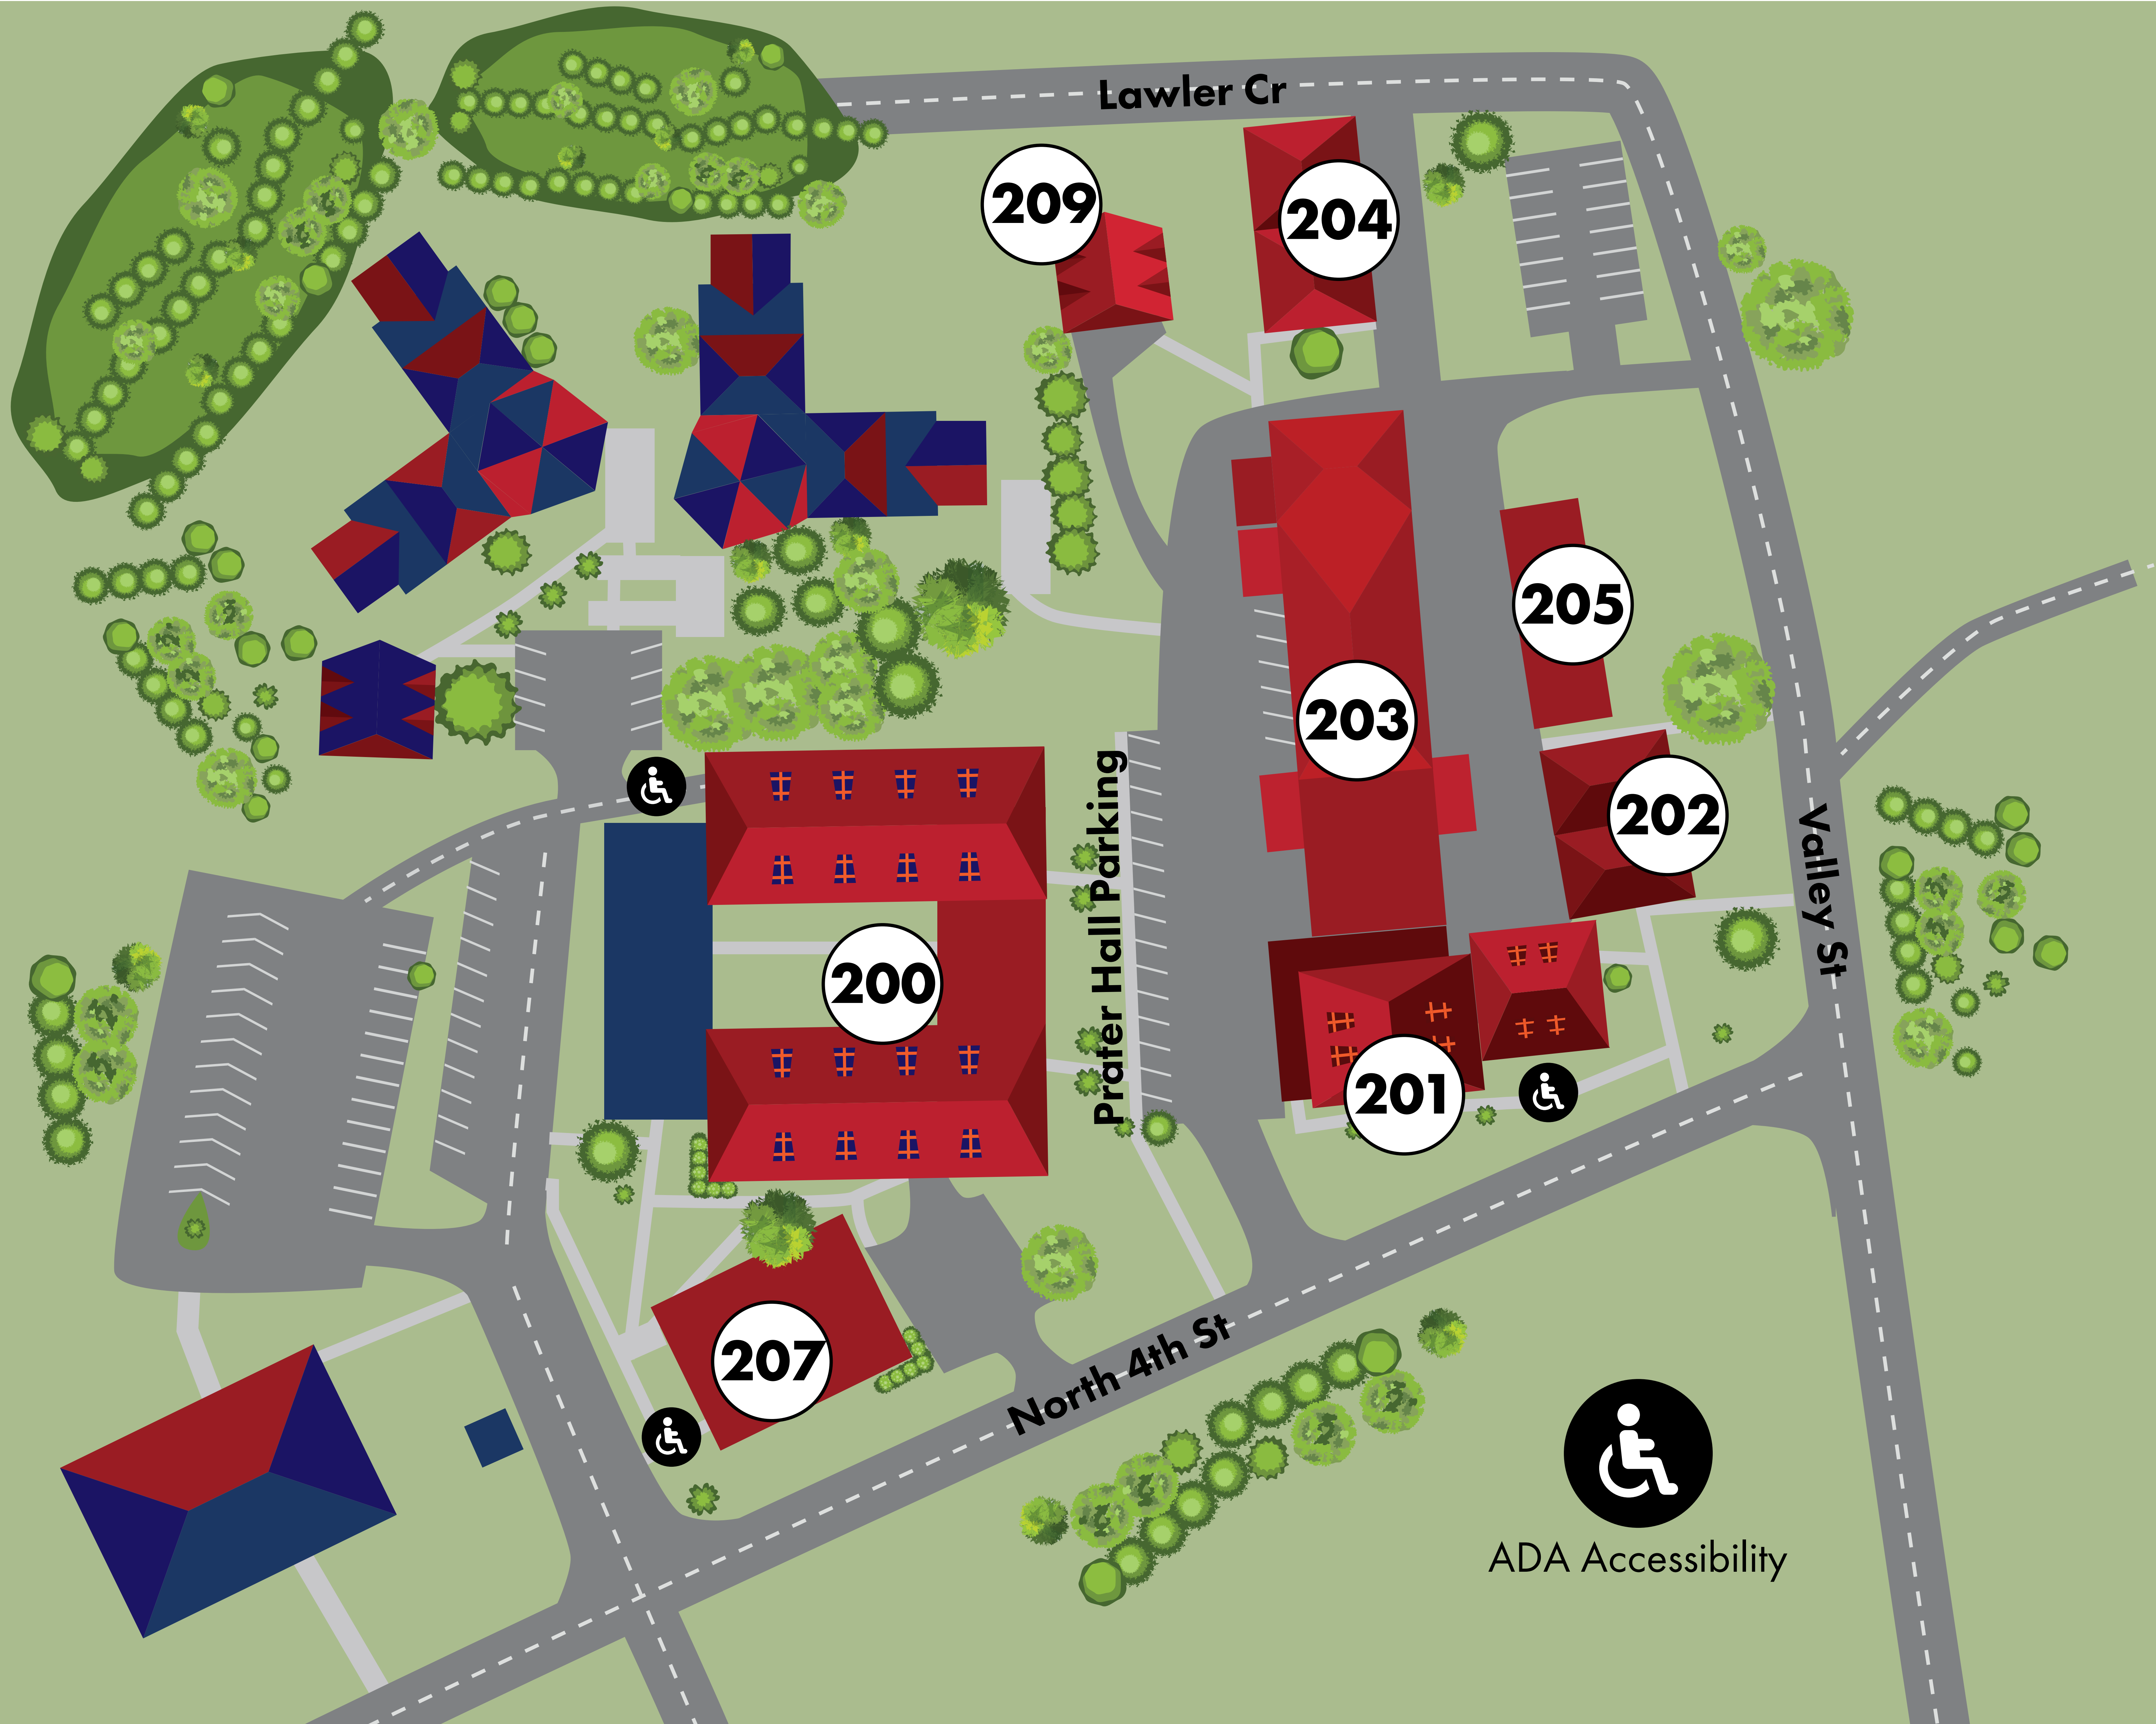 Lawler Cr
209
204
205
203
202
Prater Hall Parking
Valley St
200
201
207
North 4th St
ADA Accessibility